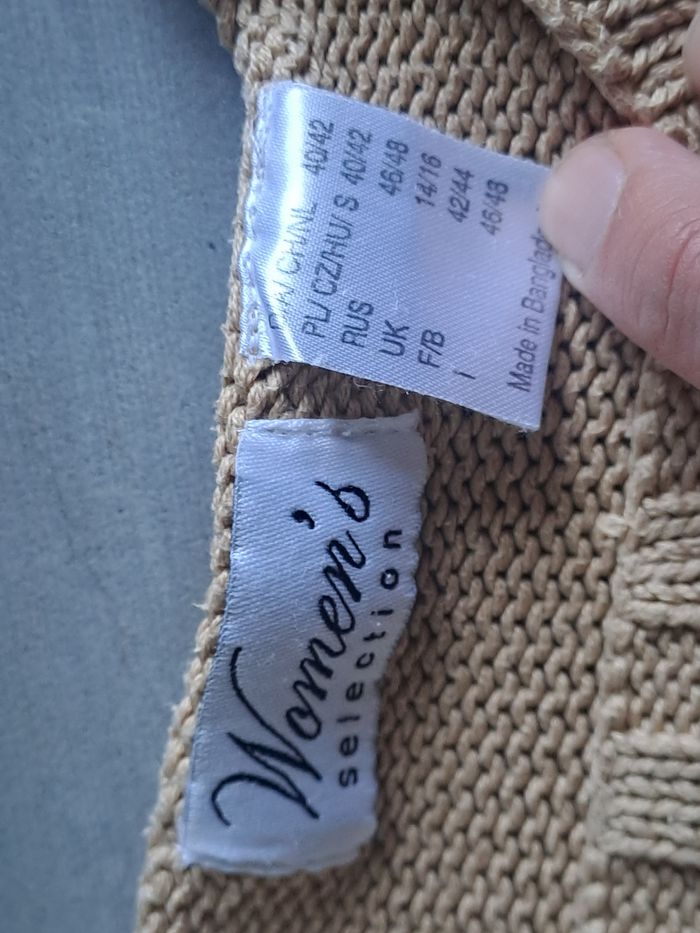 CH/NL 40/42
PL/ CZ/HU/ S 40/42
RUS 46/48
UK 14/16
F/B 42/44
I 46/48
Made in Banglade
Women's
selection